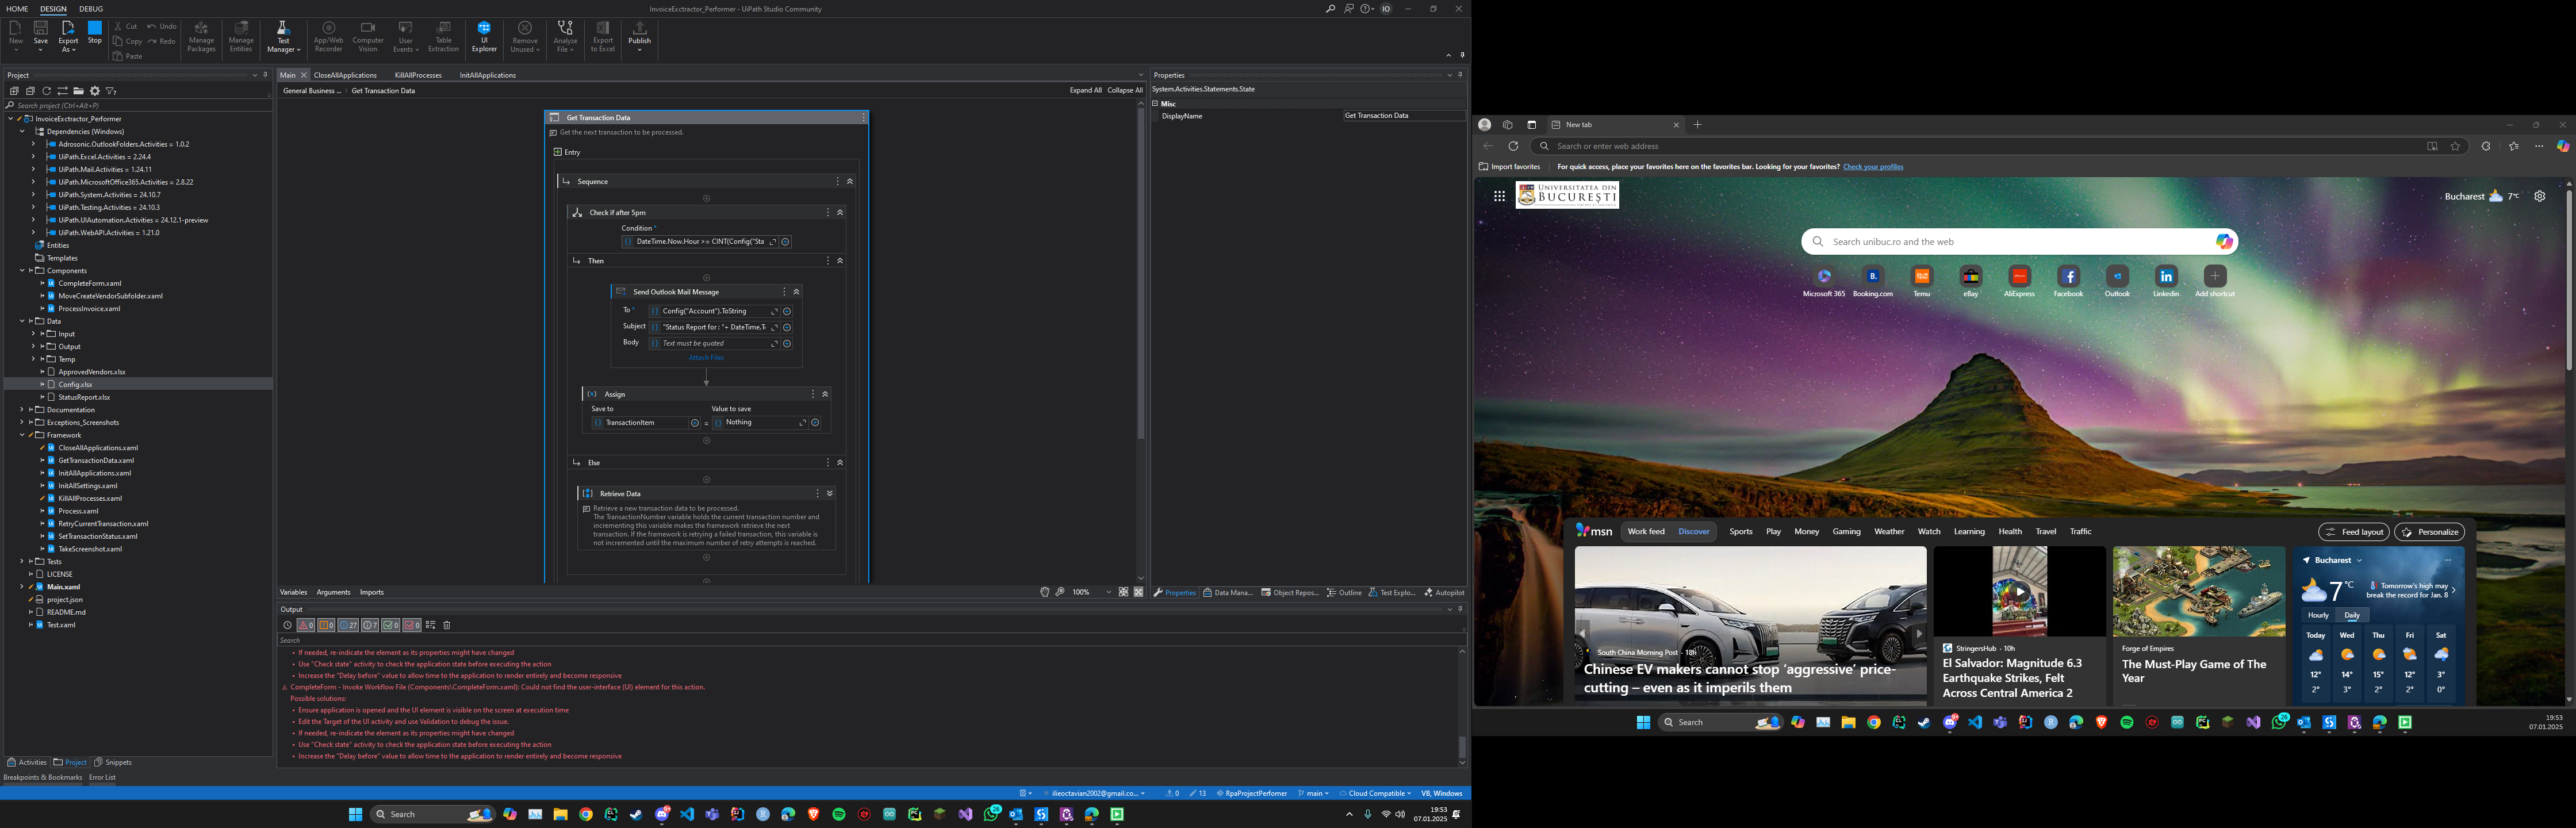 HOME DESIGN DEBUG
InvoiceExctractor_Performer - UiPath Studio Community
IO
New
Save
Export As
Stop
Cut
Undo
Copy
Redo
Paste
Manage Packages
Manage Entities
Test Manager
App/Web Recorder
Computer Vision
User Events
Table Extraction
UI Explorer
Remove Unused
Analyze File
Export to Excel
Publish
Project
Search project (Ctrl+Alt+P)
InvoiceExctractor_Performer
Dependencies (Windows)
Adrosonic.OutlookFolders.Activities = 1.0.2
UiPath.Excel.Activities = 2.24.4
UiPath.Mail.Activities = 1.24.11
UiPath.MicrosoftOffice365.Activities = 2.8.22
UiPath.System.Activities = 24.10.7
UiPath.Testing.Activities = 24.10.3
UiPath.UIAutomation.Activities = 24.12.1-preview
UiPath.WebAPI.Activities = 1.21.0
Entities
Templates
Components
CompleteForm.xaml
MoveCreateVendorSubfolder.xaml
ProcessInvoice.xaml
Data
Input
Output
Temp
ApprovedVendors.xlsx
Config.xlsx
StatusReport.xlsx
Documentation
Exceptions_Screenshots
Framework
CloseAllApplications.xaml
GetTransactionData.xaml
InitAllApplications.xaml
InitAllSettings.xaml
KillAllProcesses.xaml
Process.xaml
RetryCurrentTransaction.xaml
SetTransactionStatus.xaml
TakeScreenshot.xaml
Tests
LICENSE
Main.xaml
project.json
README.md
Test.xaml
Activities Project Snippets
Breakpoints & Bookmarks Error List
Main CloseAllApplications KillAllProcesses InitAllApplications
General Business ... Get Transaction Data
Expand All Collapse All
Get Transaction Data
Get the next transaction to be processed.
Entry
Sequence
Check if after 5pm
Condition *
DateTime.Now.Hour >= CINT(Config("Sta
Then
Send Outlook Mail Message
To * Config("Account").ToString
Subject "Status Report for : "+ DateTime.T
Body Text must be quoted
Attach Files
Assign
Save to Value to save
TransactionItem = Nothing
Else
Retrieve Data
Retrieve a new transaction data to be processed.
The TransactionNumber variable holds the current transaction number and
incrementing this variable makes the framework retrieve the next
transaction. If the framework is retrying a failed transaction, this variable is
not incremented until the maximum number of retry attempts is reached.
Variables Arguments Imports
100%
Properties
System.Activities.Statements.State
Misc
DisplayName Get Transaction Data
Properties Data Mana... Object Repos... Outline Test Explo... Autopilot
Output
0 0 27 7 0 0
Search
• If needed, re-indicate the element as its properties might have changed
• Use "Check state" activity to check the application state before executing the action
• Increase the "Delay before" value to allow time to the application to render entirely and become responsive
CompleteForm - Invoke Workflow File (Components\CompleteForm.xaml): Could not find the user-interface (UI) element for this action.
Possible solutions:
• Ensure application is opened and the UI element is visible on the screen at execution time
• Edit the Target of the UI activity and use Validation to debug the issue.
• If needed, re-indicate the element as its properties might have changed
• Use "Check state" activity to check the application state before executing the action
• Increase the "Delay before" value to allow time to the application to render entirely and become responsive
ilieoctavian2002@gmail.co... 0 13 RpaProjectPerfomer main Cloud Compatible VB, Windows
Search
19:53
07.01.2025
New tab
Search or enter web address
Import favorites
For quick access, place your favorites here on the favorites bar. Looking for your favorites? Check your profiles
UNIVERSITATEA DIN
BUCUREȘTI
Bucharest 7 °C
Search unibuc.ro and the web
Microsoft 365
Booking.com
Temu
eBay
AliExpress
Facebook
Outlook
Linkedin
Add shortcut
msn Work feed Discover Sports Play Money Gaming Weather Watch Learning Health Travel Traffic
Feed layout Personalize
South China Morning Post · 18h
Chinese EV makers cannot stop ‘aggressive’ price-
cutting – even as it imperils them
StringersHub · 10h
El Salvador: Magnitude 6.3
Earthquake Strikes, Felt
Across Central America 2
Forge of Empires
The Must-Play Game of The
Year
Bucharest
7 °C
Tomorrow's high may
break the record for Jan. 8
Hourly Daily
Today Wed Thu Fri Sat
12° 14° 15° 12° 3°
2° 3° 2° 2° 0°
Search
19:53
07.01.2025